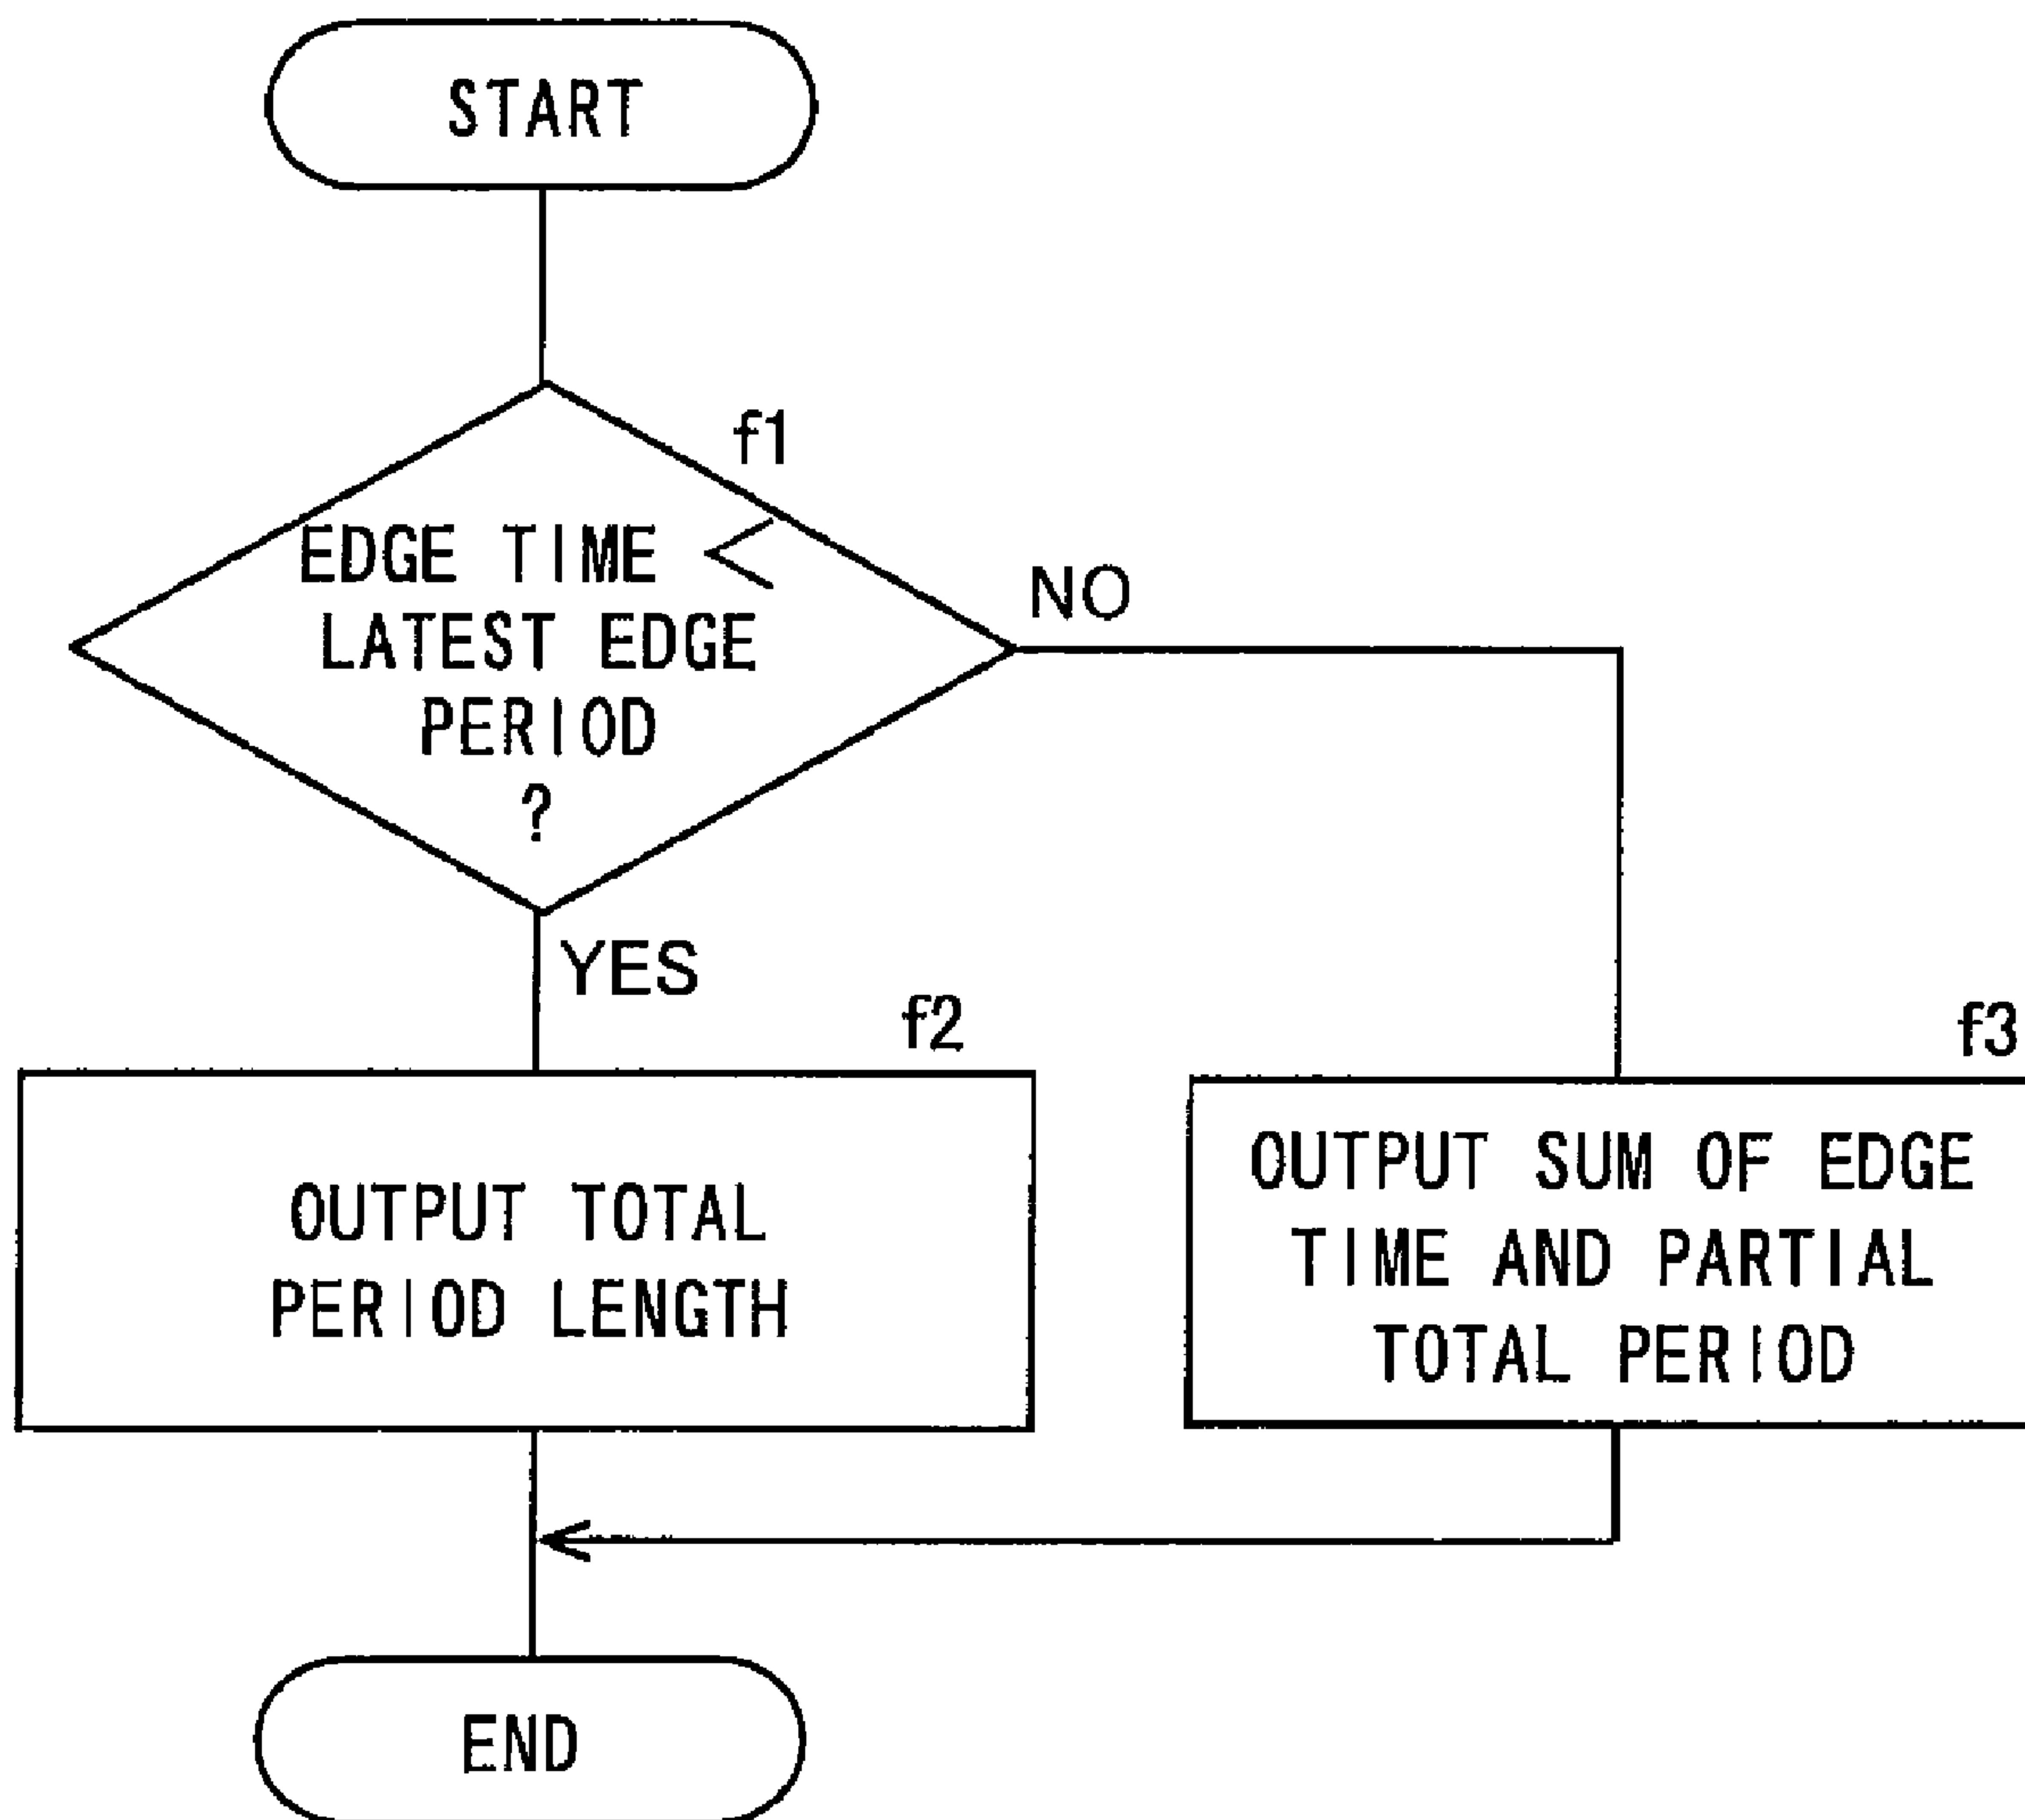 START
f1
EDGE TIME <
LATEST EDGE
PERIOD
?
NO
YES
f2
OUTPUT TOTAL
PERIOD LENGTH
f3
OUTPUT SUM OF EDGE
TIME AND PARTIAL
TOTAL PERIOD
END